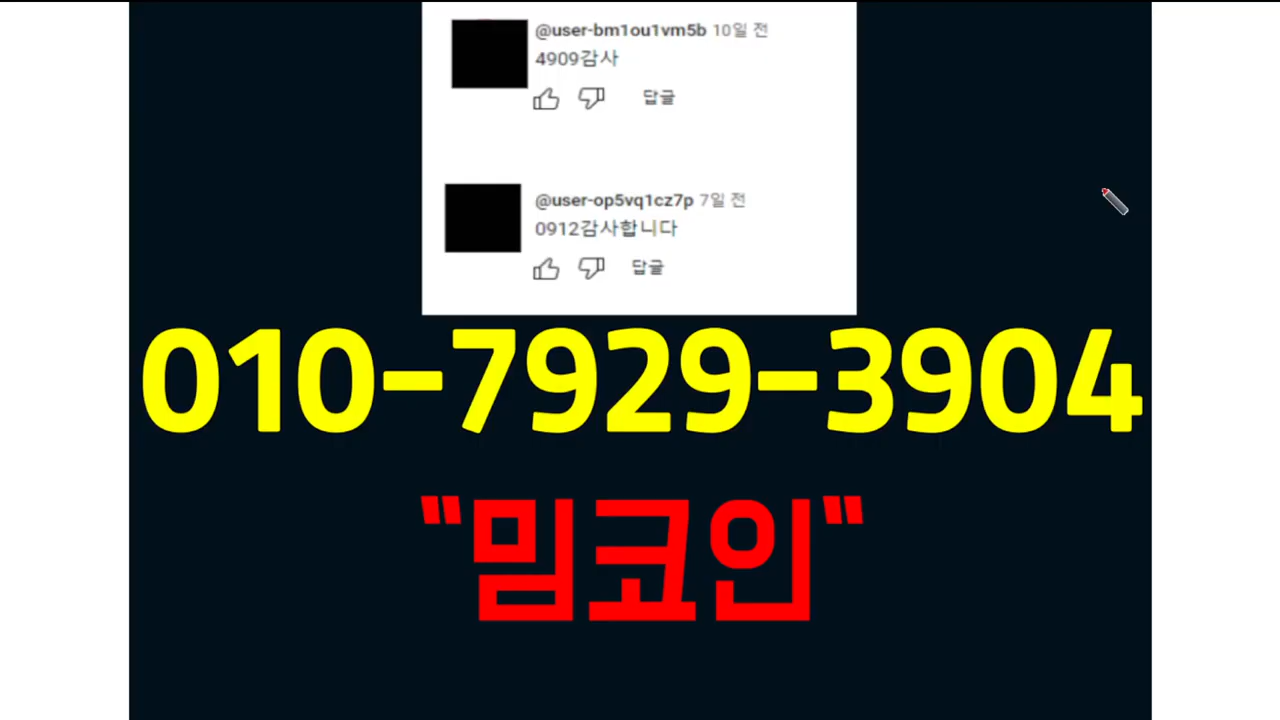 @user-bm1ou1vm5b 10일 전
4909감사
답글
@user-op5vq1cz7p 7일 전
0912감사합니다
답글
010-7929-3904
"밈코인"